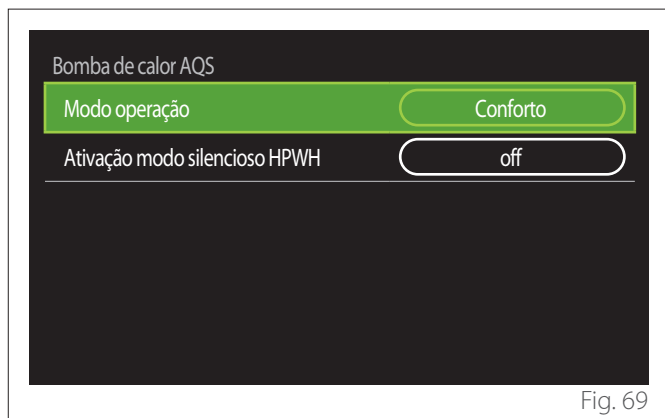 Bomba de calor AQS
Modo operação Conforto
Ativação modo silencioso HPWH off
Fig. 69